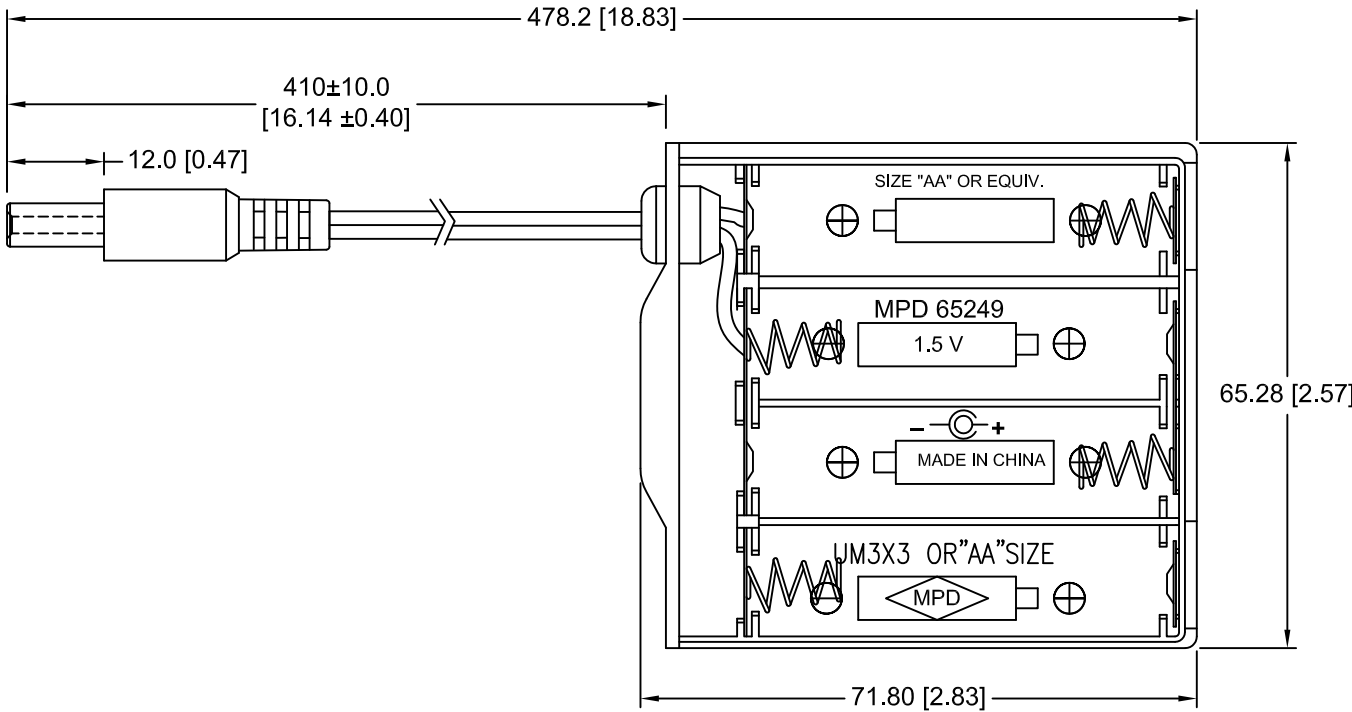 478.2 [18.83]
410±10.0
[16.14 ±0.40]
12.0 [0.47]
SIZE "AA" OR EQUIV.
MPD 65249
1.5 V
65.28 [2.57]
– +
MADE IN CHINA
UM3X3 OR”AA”SIZE
MPD
71.80 [2.83]